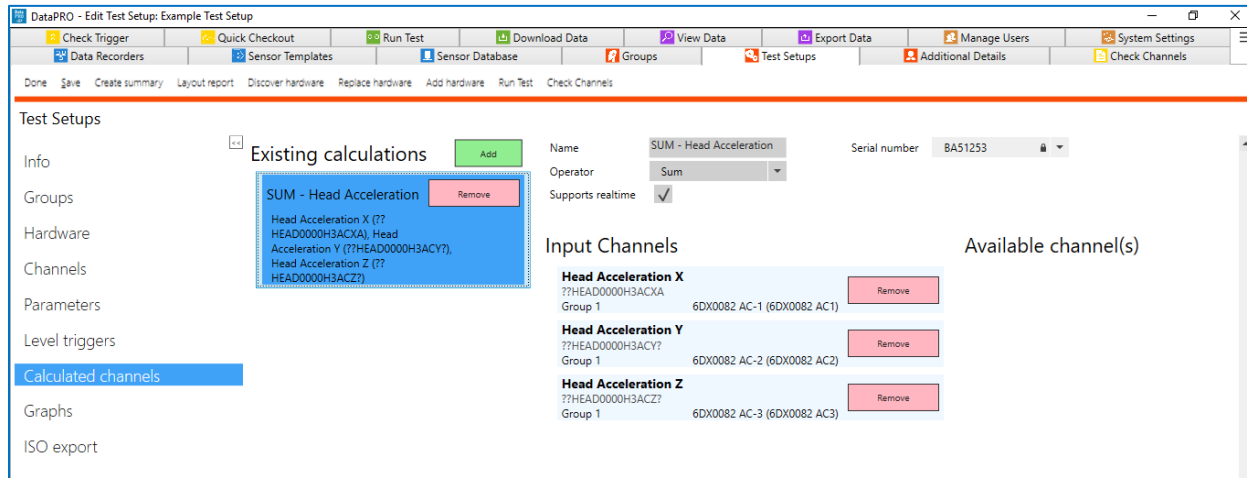 DataPRO - Edit Test Setup: Example Test Setup
Check Trigger Quick Checkout Run Test Download Data View Data Export Data Manage Users System Settings
Data Recorders Sensor Templates Sensor Database Groups Test Setups Additional Details Check Channels
Done Save Create summary Layout report Discover hardware Replace hardware Add hardware Run Test Check Channels
Test Setups
<<
Info
Groups
Hardware
Channels
Parameters
Level triggers
Calculated channels
Graphs
ISO export
Existing calculations Add
SUM - Head Acceleration Remove
Head Acceleration X (??
HEAD0000H3ACXA), Head
Acceleration Y (??HEAD0000H3ACY?),
Head Acceleration Z (??
HEAD0000H3ACZ?)
Name SUM - Head Acceleration Serial number BA51253
Operator Sum
Supports realtime
Input Channels Available channel(s)
Head Acceleration X
??HEAD0000H3ACXA Remove
Group 1 6DX0082 AC-1 (6DX0082 AC1)
Head Acceleration Y
??HEAD0000H3ACY? Remove
Group 1 6DX0082 AC-2 (6DX0082 AC2)
Head Acceleration Z
??HEAD0000H3ACZ? Remove
Group 1 6DX0082 AC-3 (6DX0082 AC3)